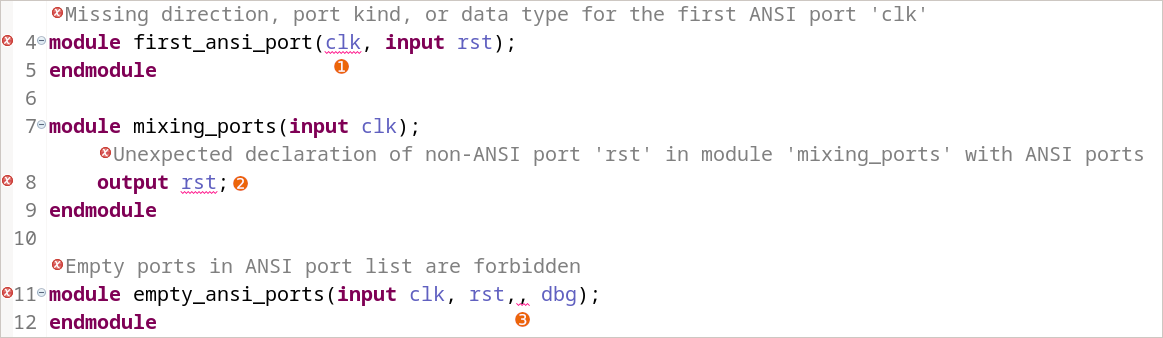 Missing direction, port kind, or data type for the first ANSI port 'clk'
4 module first_ansi_port(clk, input rst);
1
5 endmodule
6
7 module mixing_ports(input clk);
Unexpected declaration of non-ANSI port 'rst' in module 'mixing_ports' with ANSI ports
8 output rst; 2
9 endmodule
10
Empty ports in ANSI port list are forbidden
11 module empty_ansi_ports(input clk, rst,, dbg);
3
12 endmodule